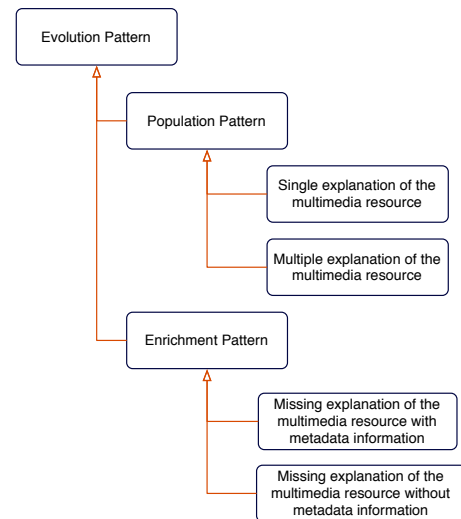 Evolution Pattern
Population Pattern
Single explanation of the
multimedia resource
Multiple explanation of the
multimedia resource
Enrichment Pattern
Missing explanation of the
multimedia resource with
metadata information
Missing explanation of the
multimedia resource without
metadata information